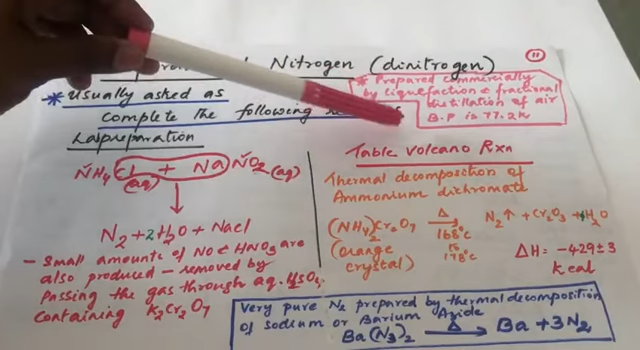 Nitrogen (dinitrogen)
11
* Prepared commercially
by liquefaction & fractional
distillation of air
B.P is 77.2K
* Usually asked as
complete the following
Lab preparation
NH4Cl + NaNO2 (aq)
(aq)
N2 + 2H2O + NaCl
- Small amounts of NO & HNO3 are
also produced - removed by
passing the gas through aq. H2SO4
containing K2Cr2O7
Table Volcano Rxn
Thermal decomposition of
Ammonium dichromate
(NH4)2Cr2O7 Δ→ N2↑ + Cr2O3 + 4H2O
168°c
to
178°c
(orange
crystal)
ΔH = -429±3
kcal
Very pure N2 prepared by thermal decomposition
of sodium or Barium Azide
Ba(N3)2 Δ→ Ba + 3N2